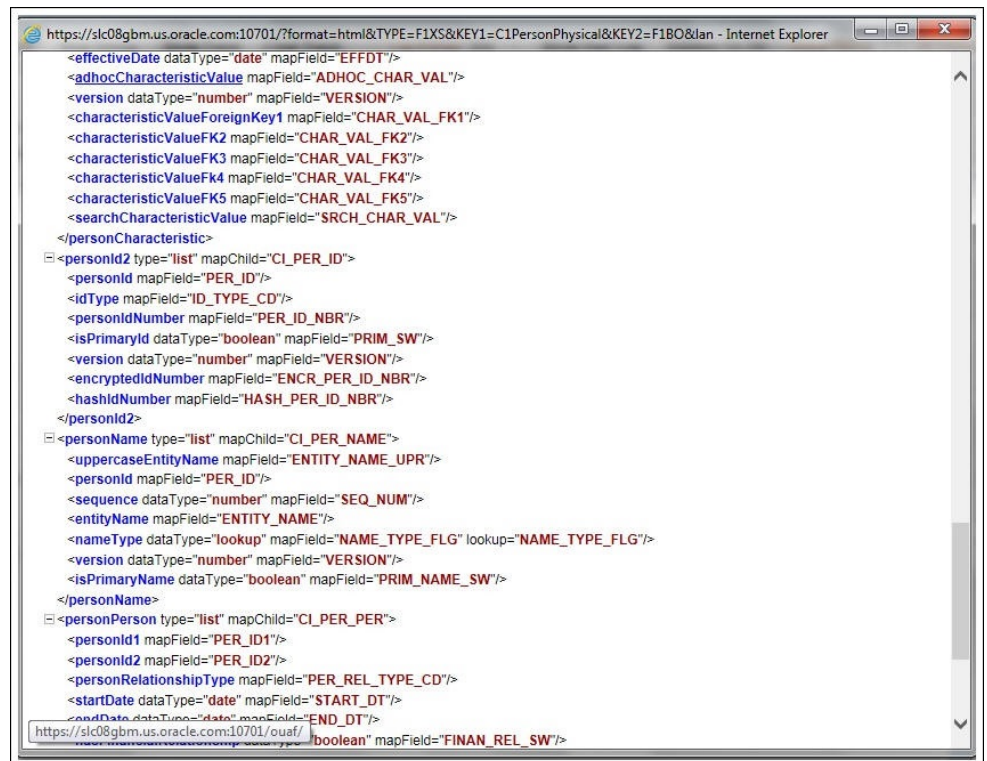 https://slc08gbm.us.oracle.com:10701/?format=html&TYPE=F1XS&KEY1=C1PersonPhysical&KEY2=F1BO&lan - Internet Explorer
<effectiveDate dataType="date" mapField="EFFDT"/>
<adhocCharacteristicValue mapField="ADHOC_CHAR_VAL"/>
<version dataType="number" mapField="VERSION"/>
<characteristicValueForeignKey1 mapField="CHAR_VAL_FK1"/>
<characteristicValueFK2 mapField="CHAR_VAL_FK2"/>
<characteristicValueFK3 mapField="CHAR_VAL_FK3"/>
<characteristicValueFk4 mapField="CHAR_VAL_FK4"/>
<characteristicValueFK5 mapField="CHAR_VAL_FK5"/>
<searchCharacteristicValue mapField="SRCH_CHAR_VAL"/>
</personCharacteristic>
<personId2 type="list" mapChild="CI_PER_ID">
<personId mapField="PER_ID"/>
<idType mapField="ID_TYPE_CD"/>
<personIdNumber mapField="PER_ID_NBR"/>
<isPrimaryId dataType="boolean" mapField="PRIM_SW"/>
<version dataType="number" mapField="VERSION"/>
<encryptedIdNumber mapField="ENCR_PER_ID_NBR"/>
<hashIdNumber mapField="HASH_PER_ID_NBR"/>
</personId2>
<personName type="list" mapChild="CI_PER_NAME">
<uppercaseEntityName mapField="ENTITY_NAME_UPR"/>
<personId mapField="PER_ID"/>
<sequence dataType="number" mapField="SEQ_NUM"/>
<entityName mapField="ENTITY_NAME"/>
<nameType dataType="lookup" mapField="NAME_TYPE_FLG" lookup="NAME_TYPE_FLG"/>
<version dataType="number" mapField="VERSION"/>
<isPrimaryName dataType="boolean" mapField="PRIM_NAME_SW"/>
</personName>
<personPerson type="list" mapChild="CI_PER_PER">
<personId1 mapField="PER_ID1"/>
<personId2 mapField="PER_ID2"/>
<personRelationshipType mapField="PER_REL_TYPE_CD"/>
<startDate dataType="date" mapField="START_DT"/>
<endDate dataType="date" mapField="END_DT"/>
https://slc08gbm.us.oracle.com:10701/ouaf/
"boolean" mapField="FINAN_REL_SW"/>